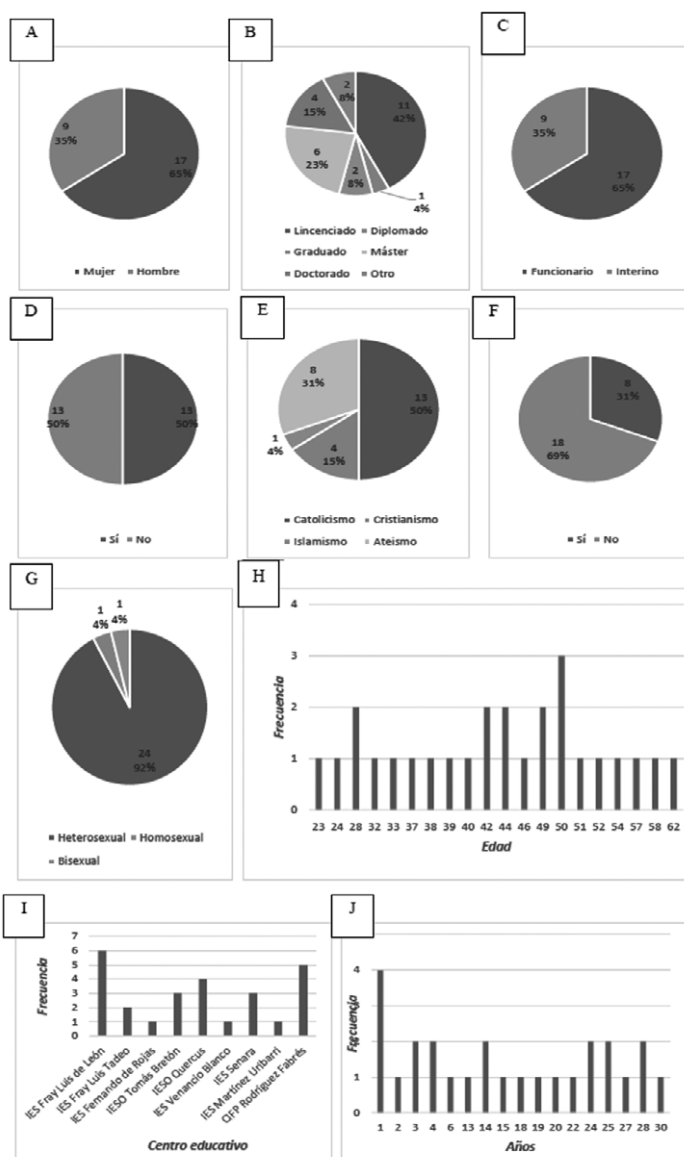 A
9
35%
17
65%
Mujer Hombre
B
2
8%
4
15%
11
42%
6
23%
2
8%
1
4%
Lincenciado Diplomado
Graduado Máster
Doctorado Otro
C
9
35%
17
65%
Funcionario Interino
D
13
50%
13
50%
Sí No
E
8
31%
13
50%
1
4%
4
15%
Catolicismo Cristianismo
Islamismo Ateismo
F
8
31%
18
69%
Sí No
G
1
4%
1
4%
24
92%
Heterosexual Homosexual
Bisexual
H
4
3
2
1
0
Frecuencia
23 24 28 32 33 37 38 39 40 42 44 46 49 50 51 52 54 57 58 62
Edad
I
7
6
5
4
3
2
1
0
Frecuencia
IES Fray Luis de León
IES Fray Luis Tadeo
IES Fernando de Rojas
IESO Tomás Bretón
IESO Quercus
IES Venancio Blanco
IES Senara
IES Martínez Uribarri
CIFP Rodríguez Fabrés
Centro educativo
J
4
1
0
Frecuencia
1 2 3 4 6 13 14 15 18 19 20 22 24 25 27 28 30
Años